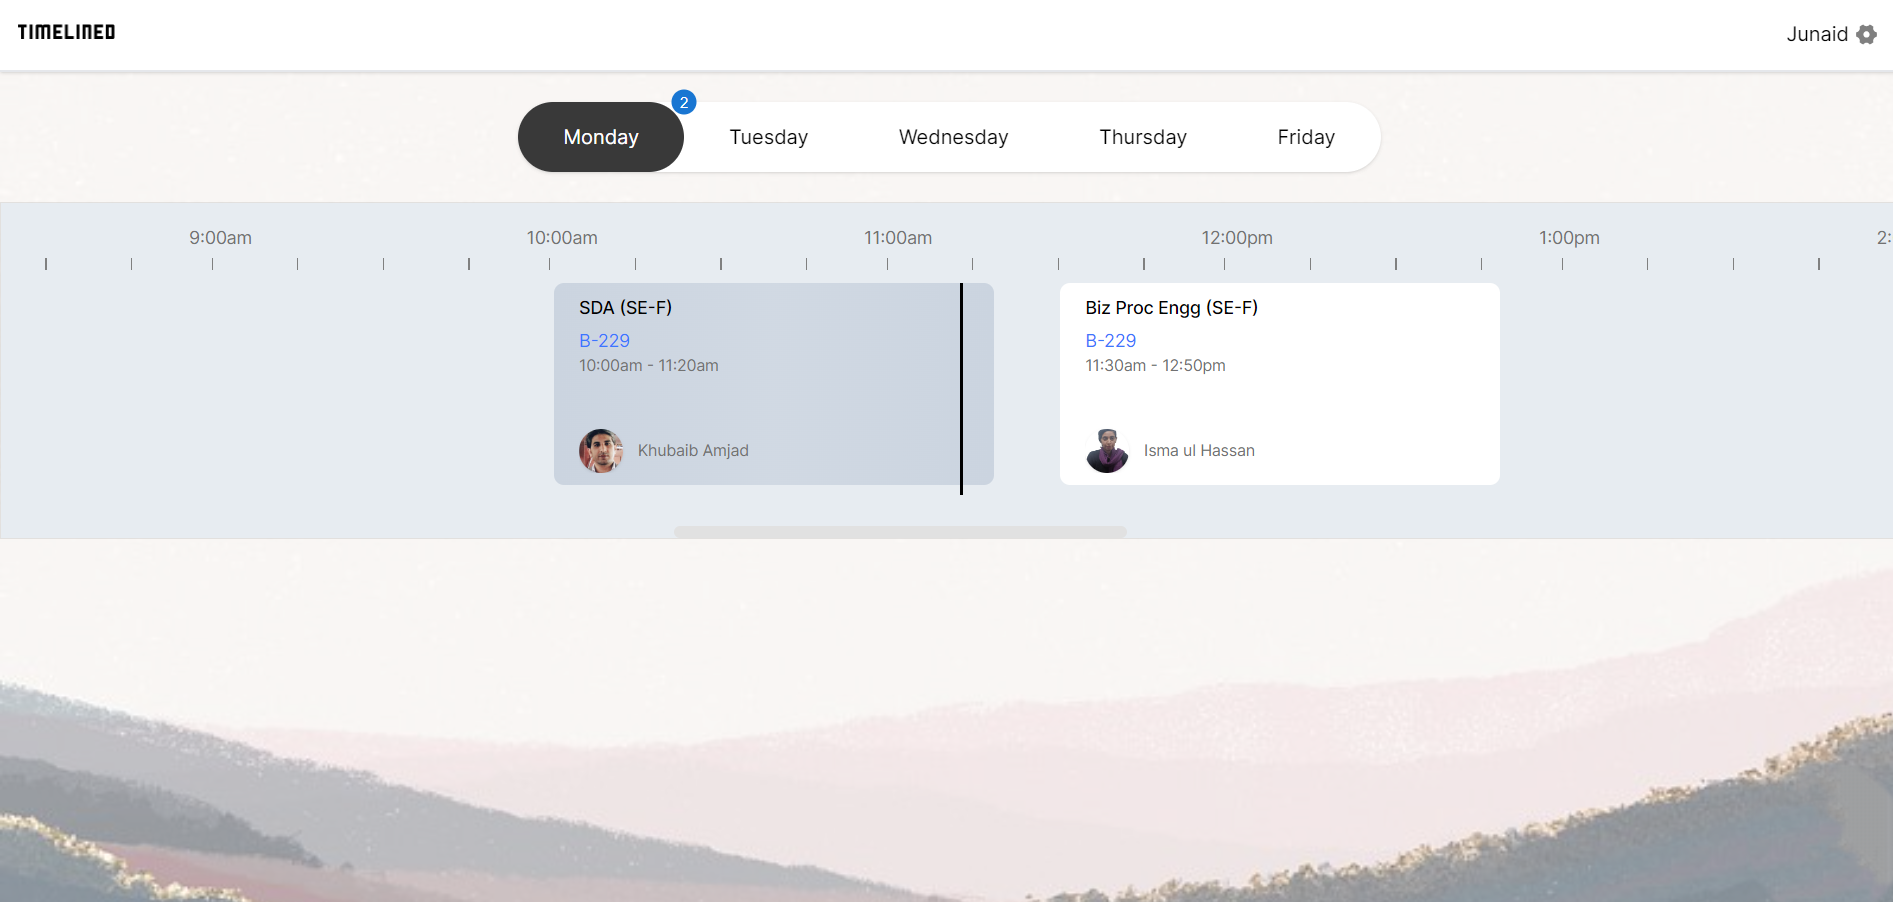 TIMELINED
Junaid
2
Monday Tuesday Wednesday Thursday Friday
9:00am 10:00am 11:00am 12:00pm 1:00pm 2:
SDA (SE-F)
B-229
10:00am - 11:20am
Khubaib Amjad
Biz Proc Engg (SE-F)
B-229
11:30am - 12:50pm
Isma ul Hassan